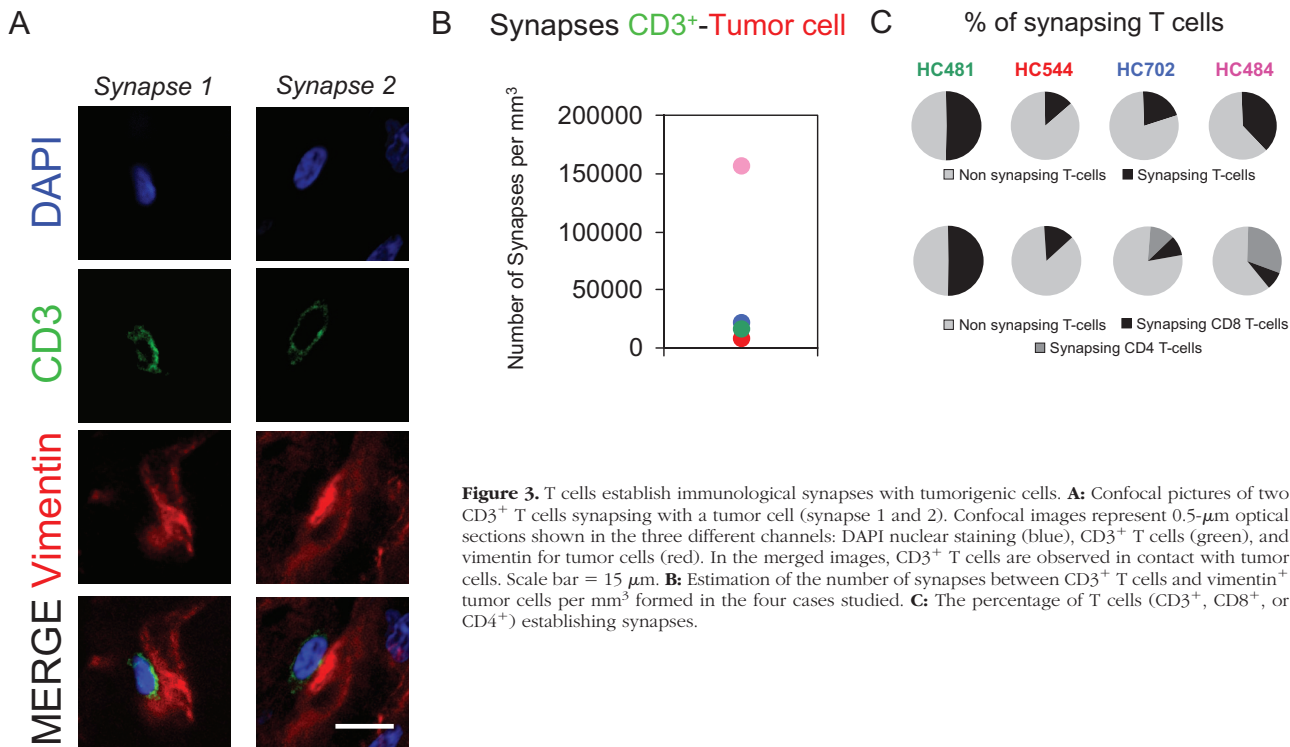 A
Synapse 1
Synapse 2
DAPI
CD3
Vimentin
MERGE
B
Synapses CD3⁺-Tumor cell
Number of Synapses per mm³
200000
150000
100000
50000
0
C
% of synapsing T cells
HC481 HC544 HC702 HC484
Non synapsing T-cells Synapsing T-cells
Non synapsing T-cells Synapsing CD8 T-cells
Synapsing CD4 T-cells
Figure 3. T cells establish immunological synapses with tumorigenic cells. A: Confocal pictures of two
CD3⁺ T cells synapsing with a tumor cell (synapse 1 and 2). Confocal images represent 0.5-μm optical
sections shown in the three different channels: DAPI nuclear staining (blue), CD3⁺ T cells (green), and
vimentin for tumor cells (red). In the merged images, CD3⁺ T cells are observed in contact with tumor
cells. Scale bar = 15 μm. B: Estimation of the number of synapses between CD3⁺ T cells and vimentin⁺
tumor cells per mm³ formed in the four cases studied. C: The percentage of T cells (CD3⁺, CD8⁺, or
CD4⁺) establishing synapses.